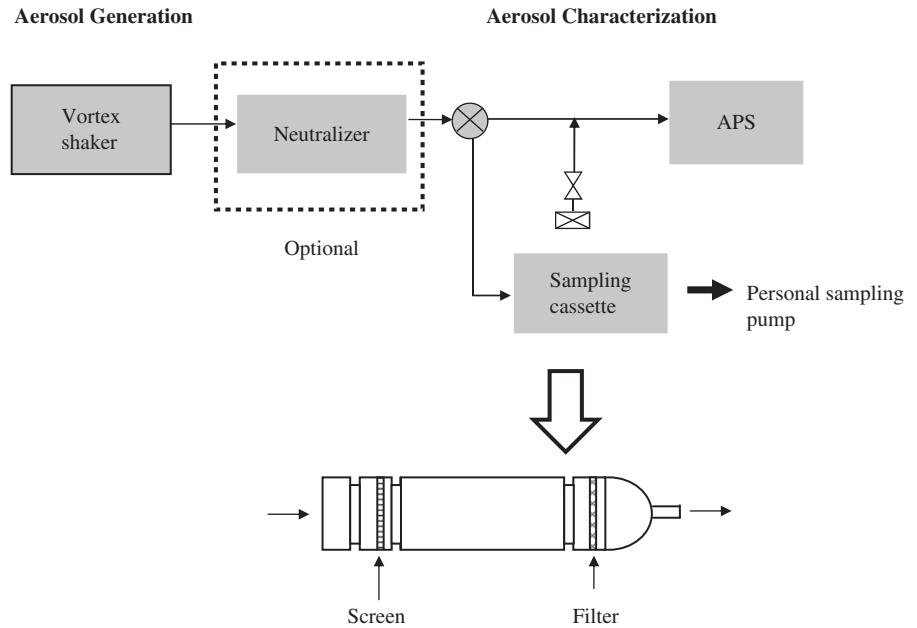 Aerosol Generation
Aerosol Characterization
Vortex
shaker
Neutralizer
APS
Optional
Sampling
cassette
Personal sampling
pump
Screen
Filter